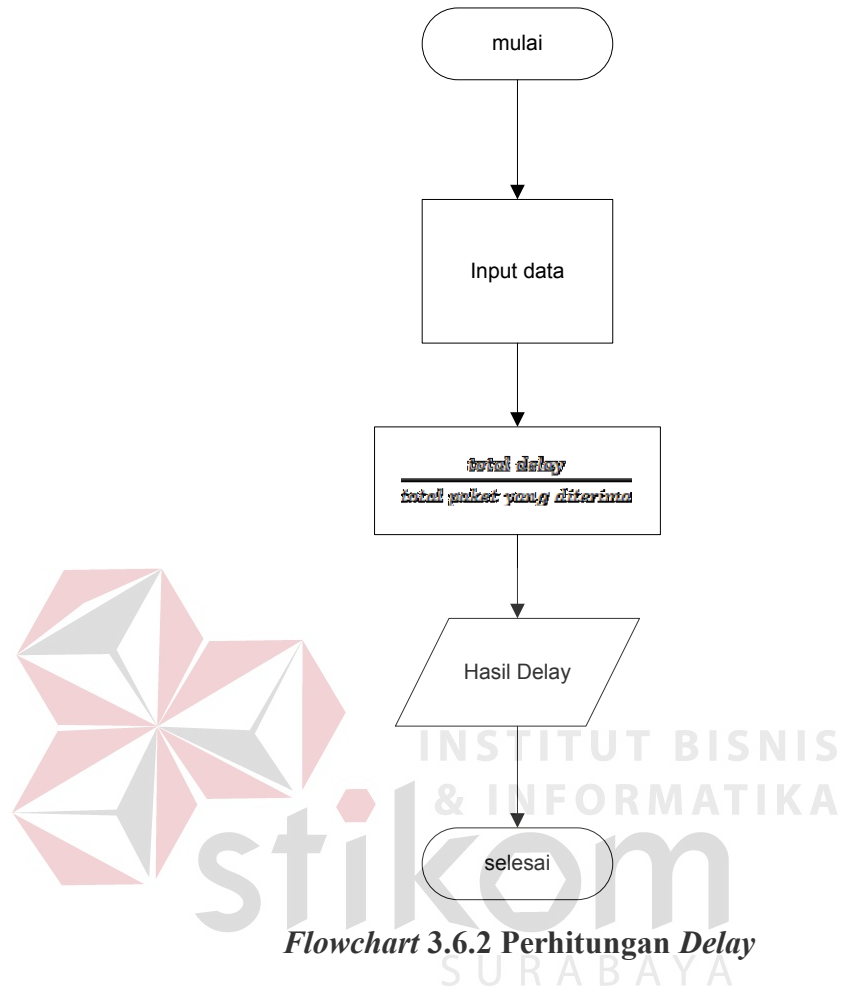 mulai
Input data
total delay
total paket yang diterima
Hasil Delay
INSTITUT BISNIS
& INFORMATIKA
stikom
selesai
Flowchart 3.6.2 Perhitungan Delay
SURABAYA